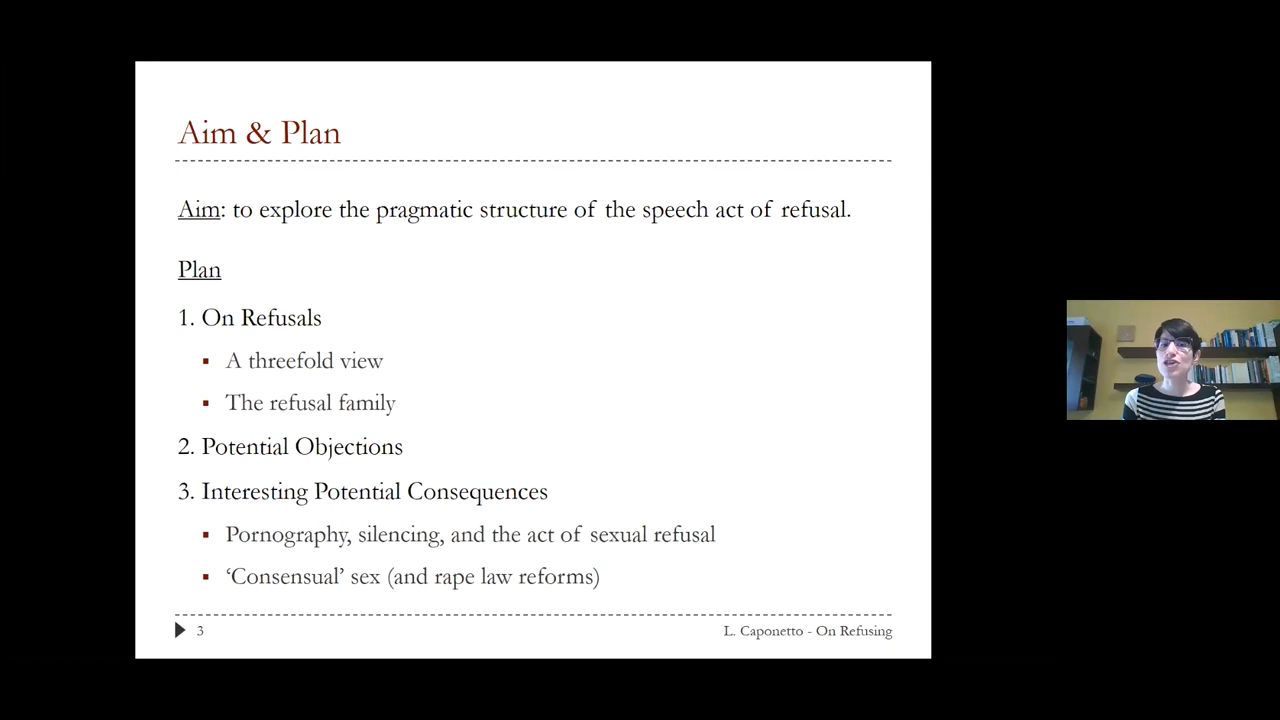 Aim & Plan
Aim: to explore the pragmatic structure of the speech act of refusal.
Plan
1. On Refusals
▪ A threefold view
▪ The refusal family
2. Potential Objections
3. Interesting Potential Consequences
▪ Pornography, silencing, and the act of sexual refusal
▪ ‘Consensual’ sex (and rape law reforms)
3
L. Caponetto - On Refusing